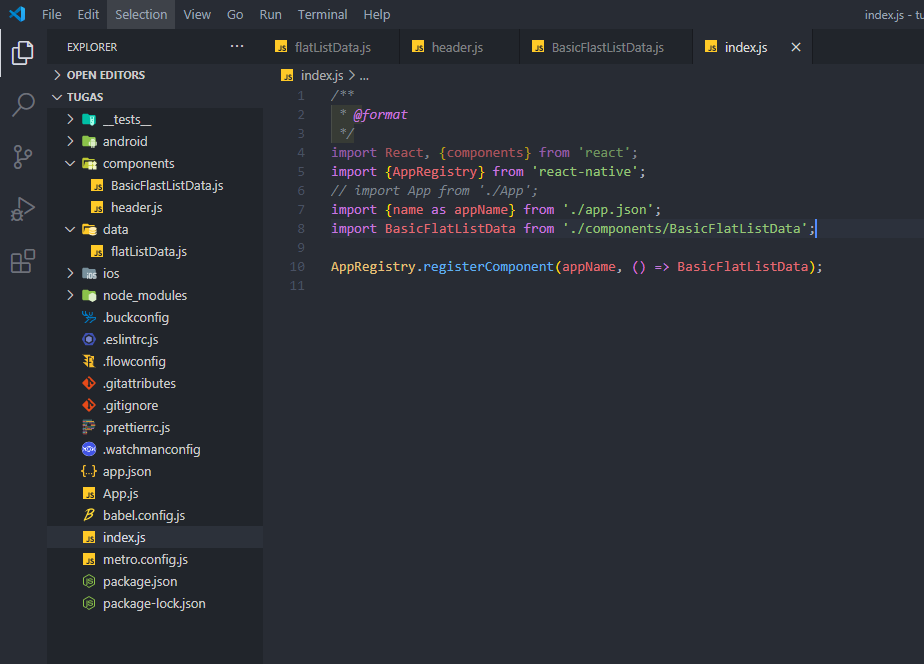 File Edit Selection View Go Run Terminal Help index.js - tu
EXPLORER ... flatListData.js header.js BasicFlastListData.js index.js
OPEN EDITORS
index.js > ...
TUGAS
__tests__
android
components
BasicFlastListData.js
header.js
data
flatListData.js
ios
node_modules
.buckconfig
.eslintrc.js
.flowconfig
.gitattributes
.gitignore
.prettierrc.js
.watchmanconfig
app.json
App.js
babel.config.js
index.js
metro.config.js
package.json
package-lock.json
1 /**
2 * @format
3 */
4 import React, {components} from 'react';
5 import {AppRegistry} from 'react-native';
6 // import App from './App';
7 import {name as appName} from './app.json';
8 import BasicFlatListData from './components/BasicFlatListData';
9
10 AppRegistry.registerComponent(appName, () => BasicFlatListData);
11